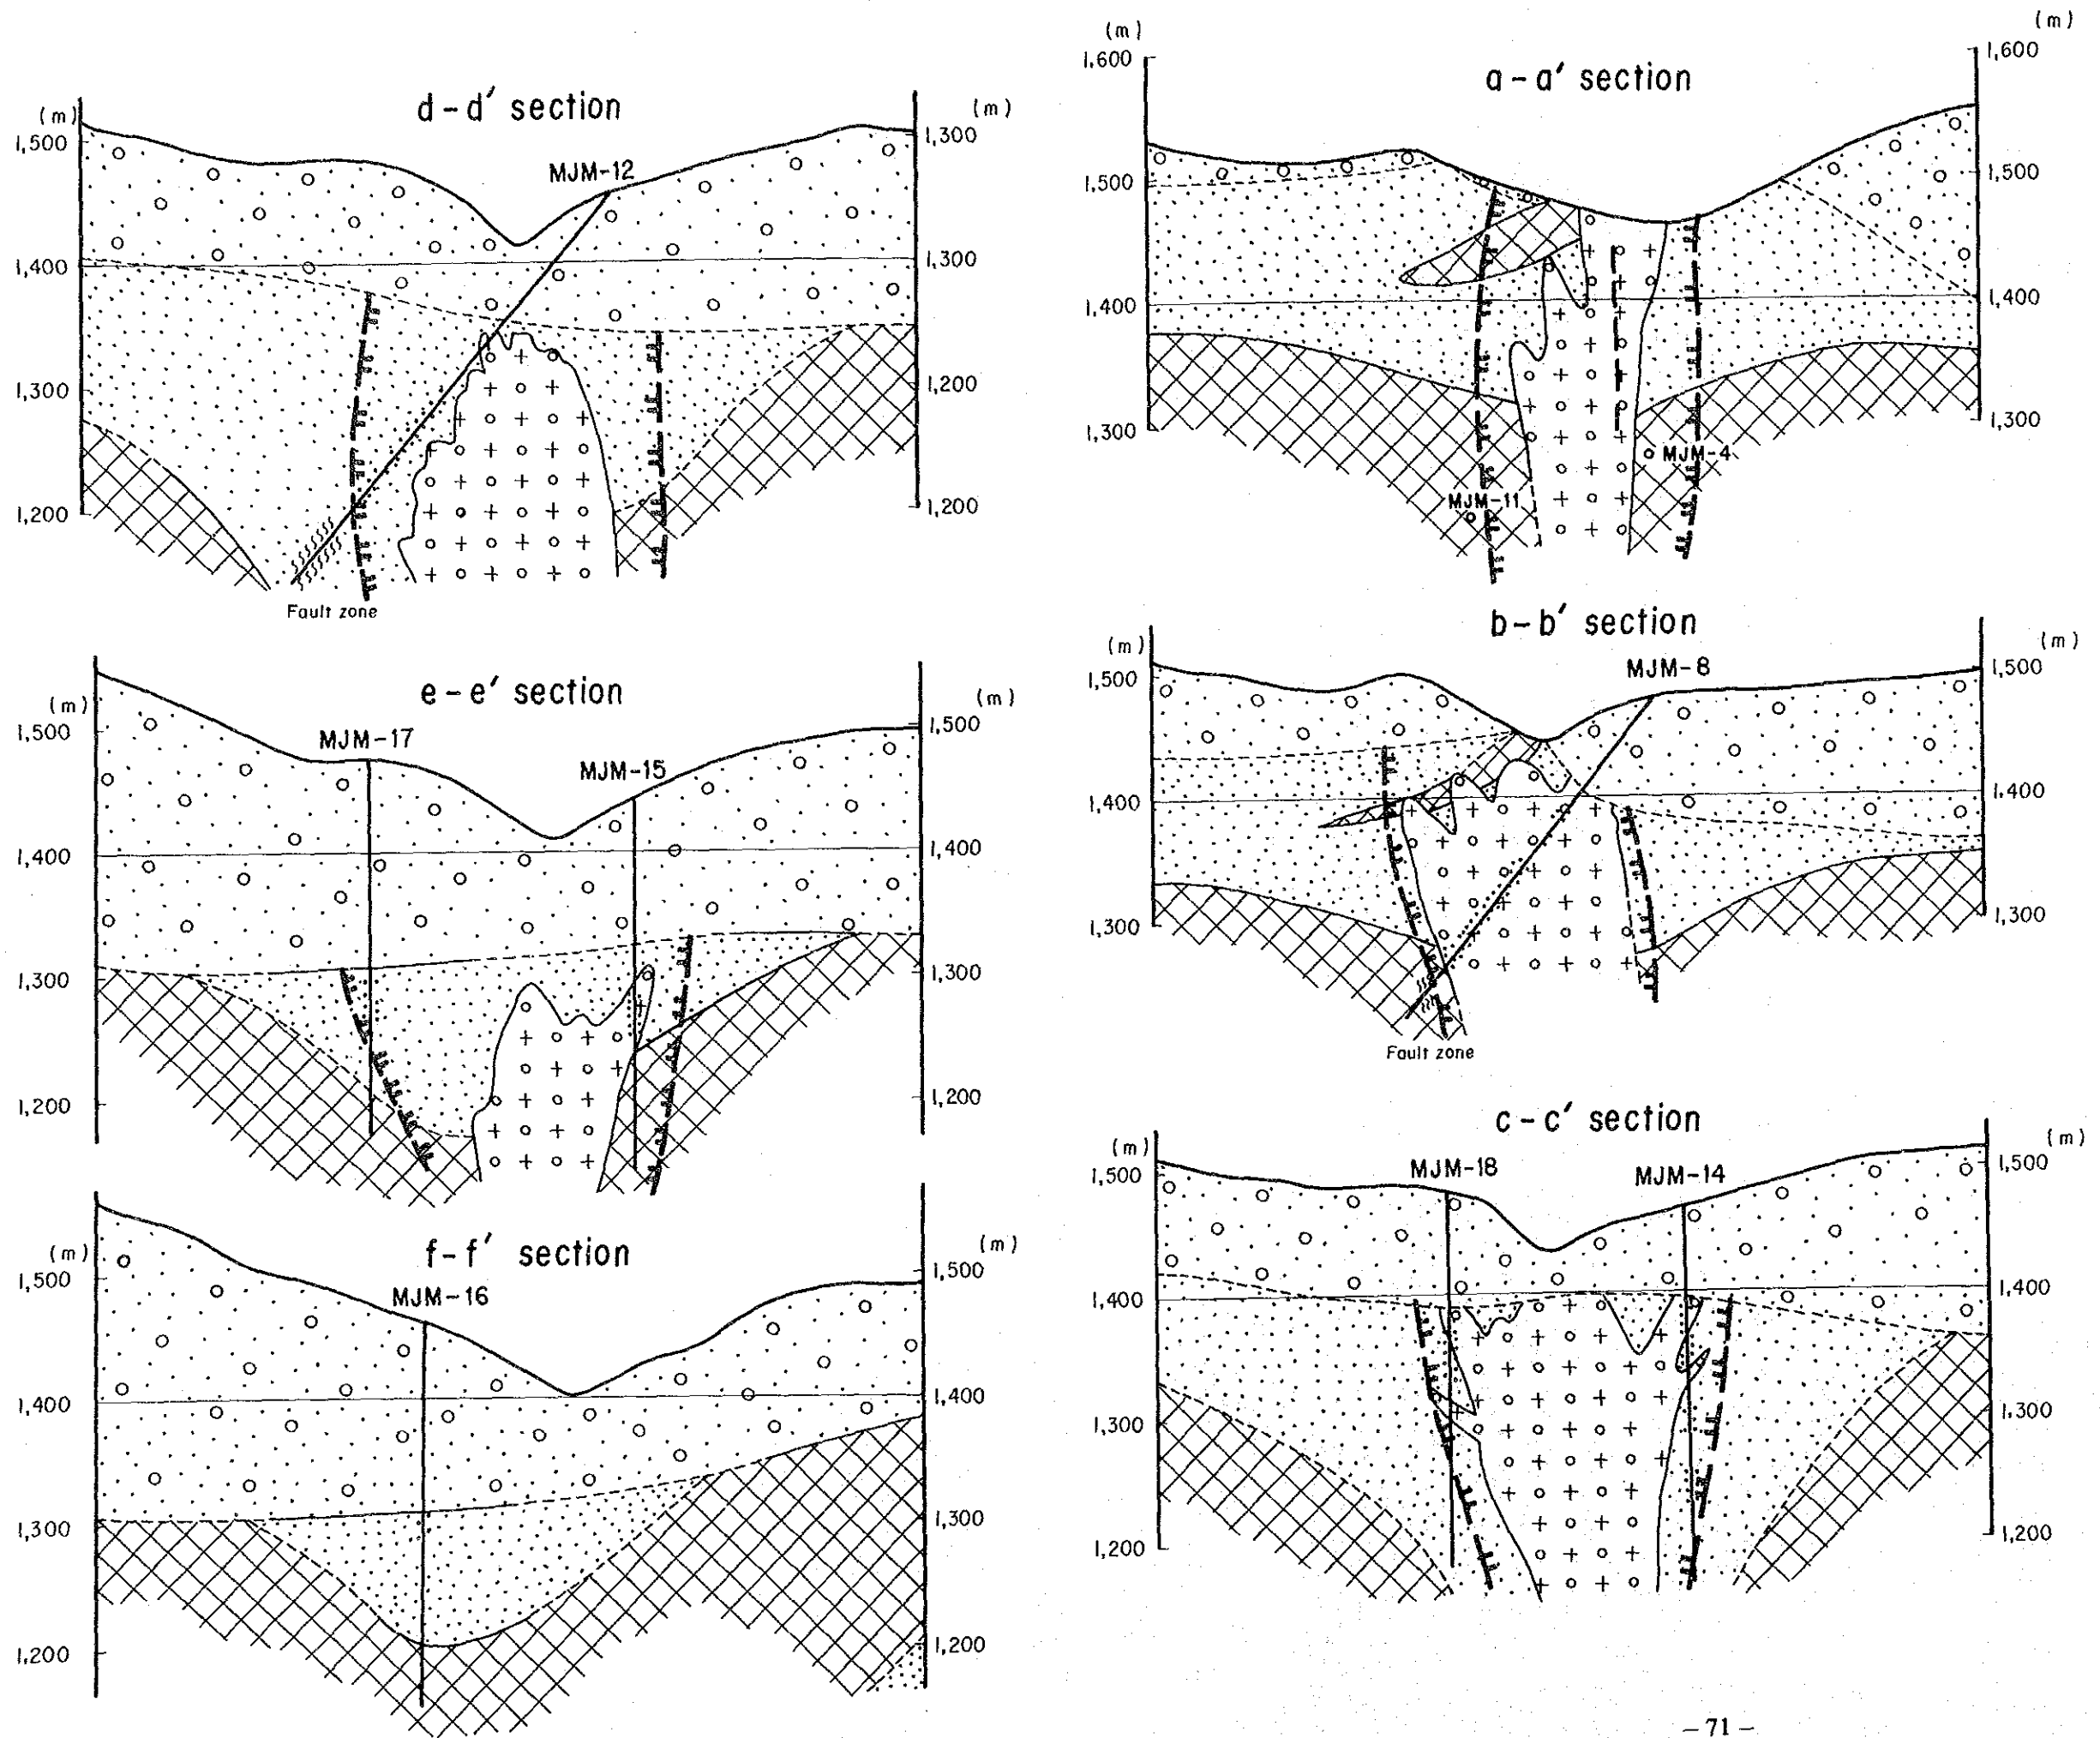 d-d' section
(m)
(m)
1,500
1,300
MJM-12
1,400
1,300
1,300
1,200
1,200
1,200
Fault zone
e-e' section
(m)
(m)
1,500
1,500
MJM-17
MJM-15
1,400
1,400
1,300
1,300
1,200
1,200
f-f' section
(m)
(m)
1,500
1,500
MJM-16
1,400
1,400
1,300
1,300
1,200
1,200
a-a' section
(m)
(m)
1,600
1,600
1,500
1,500
1,400
1,400
1,300
1,300
MJM-4
MJM-11
b-b' section
(m)
(m)
MJM-8
1,500
1,500
1,400
1,400
1,300
1,300
Fault zone
c-c' section
(m)
(m)
MJM-18
MJM-14
1,500
1,500
1,400
1,400
1,300
1,300
1,200
1,200
-71-